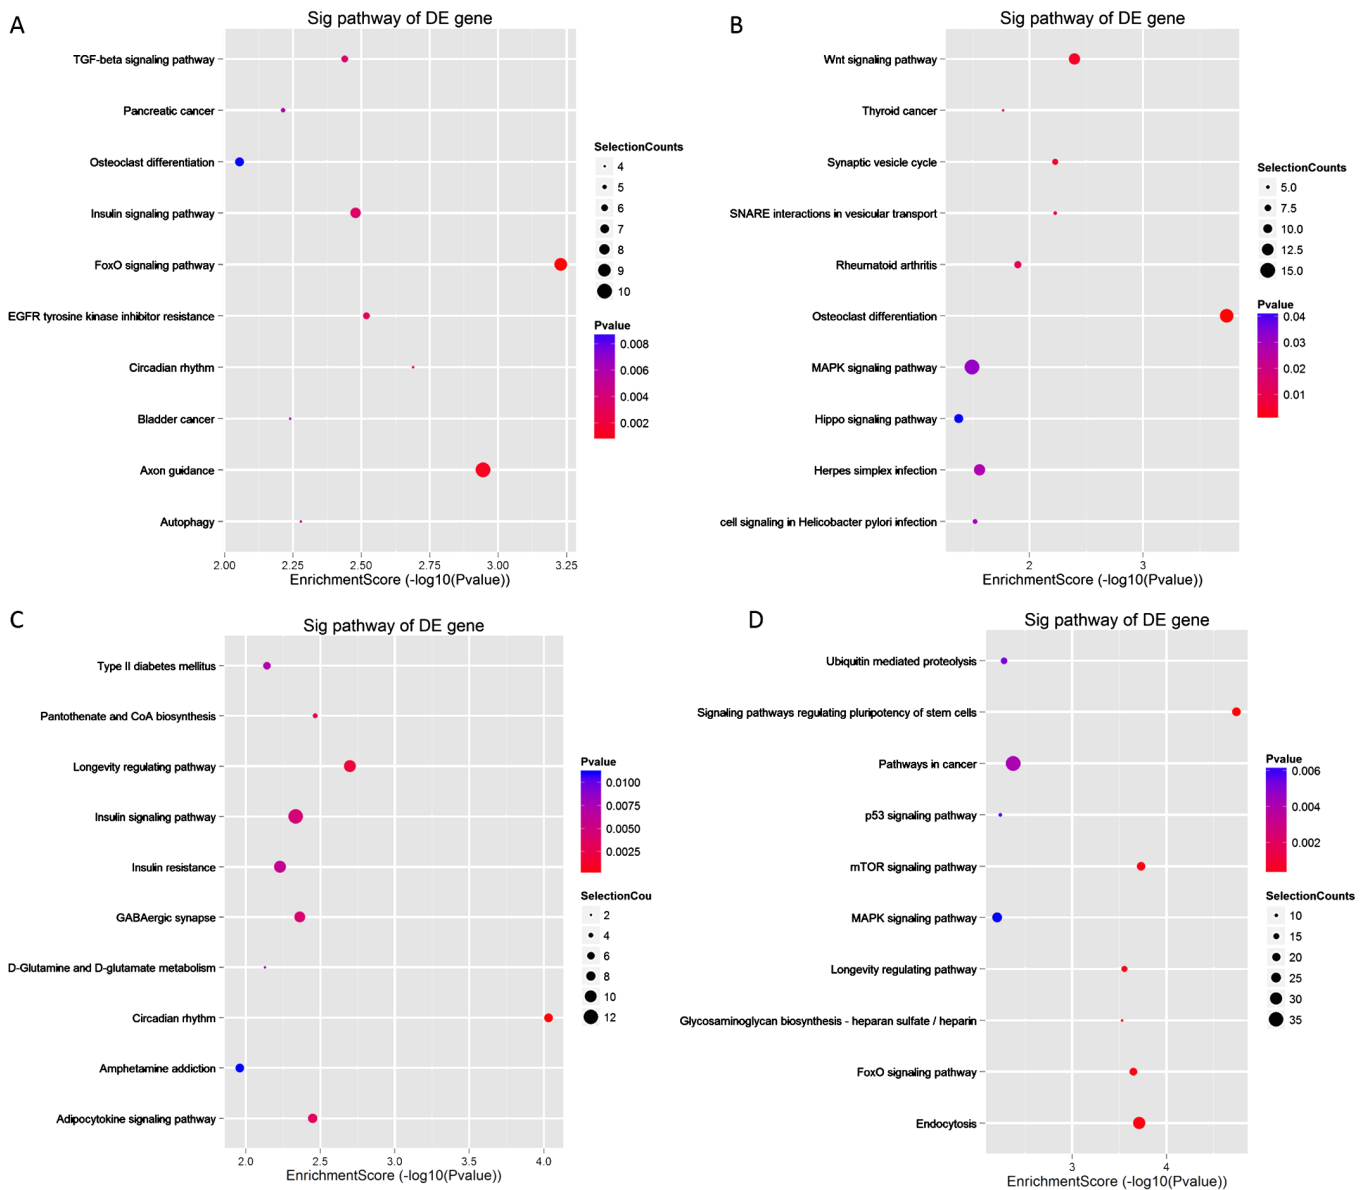 A
Sig pathway of DE gene
TGF-beta signaling pathway
Pancreatic cancer
Osteoclast differentiation
Insulin signaling pathway
FoxO signaling pathway
EGFR tyrosine kinase inhibitor resistance
Circadian rhythm
Bladder cancer
Axon guidance
Autophagy
2.00 2.25 2.50 2.75 3.00 3.25
EnrichmentScore (-log10(Pvalue))
SelectionCounts
4
5
6
7
8
9
10
Pvalue
0.008
0.006
0.004
0.002
B
Sig pathway of DE gene
Wnt signaling pathway
Thyroid cancer
Synaptic vesicle cycle
SNARE interactions in vesicular transport
Rheumatoid arthritis
Osteoclast differentiation
MAPK signaling pathway
Hippo signaling pathway
Herpes simplex infection
cell signaling in Helicobacter pylori infection
2 3
EnrichmentScore (-log10(Pvalue))
SelectionCounts
5.0
7.5
10.0
12.5
15.0
Pvalue
0.04
0.03
0.02
0.01
C
Sig pathway of DE gene
Type II diabetes mellitus
Pantothenate and CoA biosynthesis
Longevity regulating pathway
Insulin signaling pathway
Insulin resistance
GABAergic synapse
D-Glutamine and D-glutamate metabolism
Circadian rhythm
Amphetamine addiction
Adipocytokine signaling pathway
2.0 2.5 3.0 3.5 4.0
EnrichmentScore (-log10(Pvalue))
Pvalue
0.0100
0.0075
0.0050
0.0025
SelectionCou
2
4
6
8
10
12
D
Sig pathway of DE gene
Ubiquitin mediated proteolysis
Signaling pathways regulating pluripotency of stem cells
Pathways in cancer
p53 signaling pathway
mTOR signaling pathway
MAPK signaling pathway
Longevity regulating pathway
Glycosaminoglycan biosynthesis - heparan sulfate / heparin
FoxO signaling pathway
Endocytosis
3 4
EnrichmentScore (-log10(Pvalue))
Pvalue
0.006
0.004
0.002
SelectionCounts
10
15
20
25
30
35